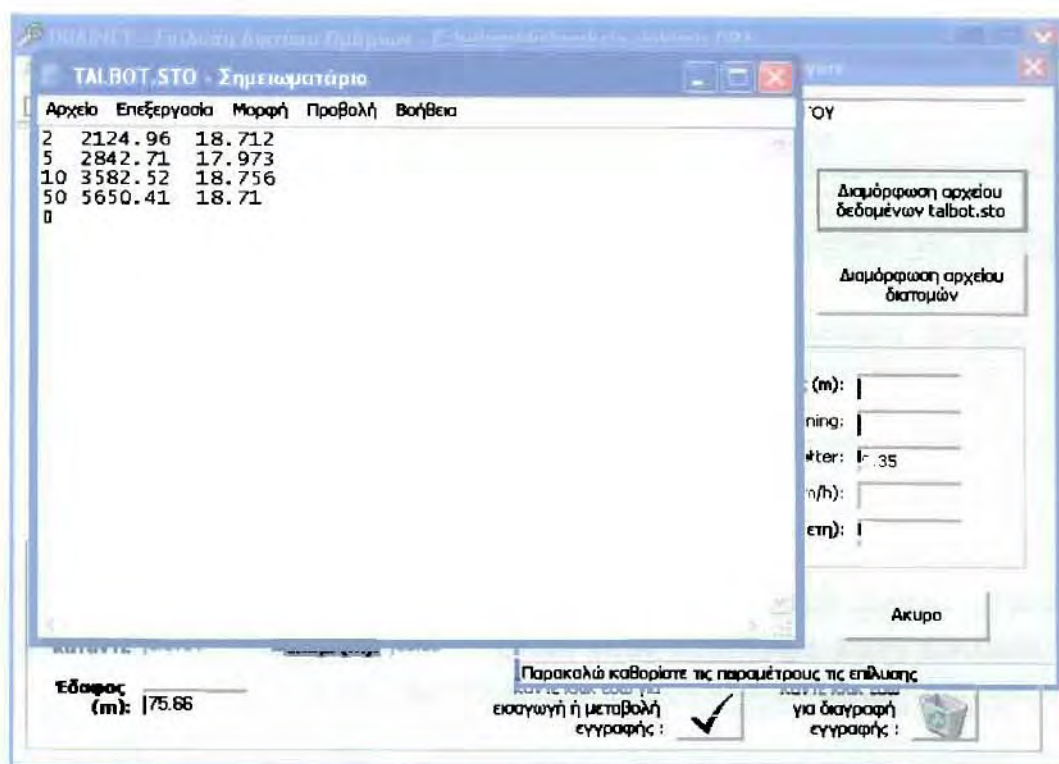 TALBOT.STO - Σημειωματάριο
Αρχείο Επεξεργασία Μορφή Προβολή Βοήθεια
2 2124.96 18.712
5 2842.71 17.973
10 3582.52 18.756
50 5650.41 18.71
ΌΥ
Διαμόρφωση αρχείου
δεδομένων talbot.sto
Διαμόρφωση αρχείου
διατομών
(m):
ning:
tter: .35
/h):
ετη):
Ακυρο
Παρακαλώ καθορίστε τις παραμέτρους τις επίλυσης
Έδαφος
(m): 75.66
εισαγωγή ή μεταβολή
εγγραφής :
για διαγραφή
εγγραφής :